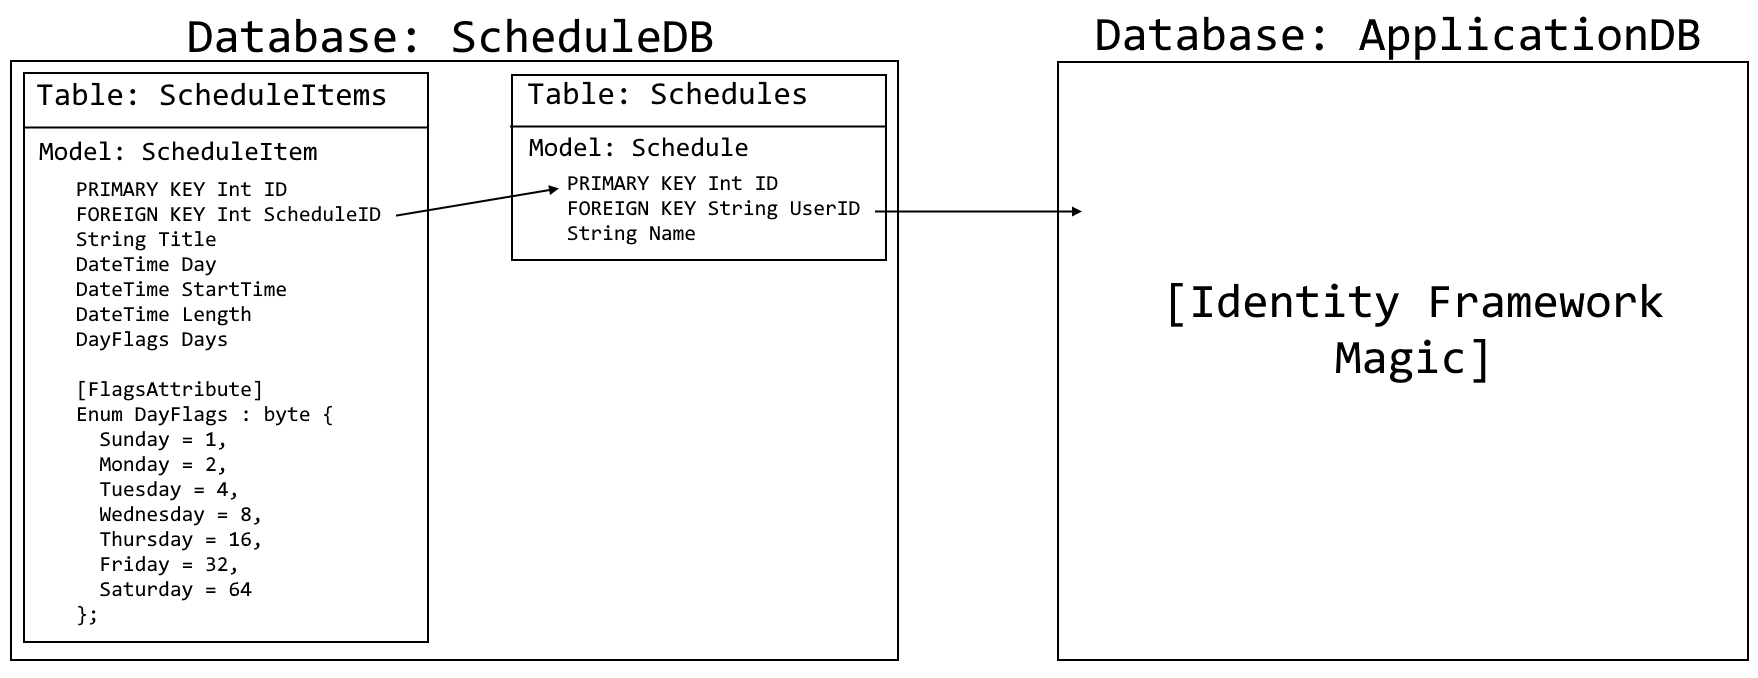 Database: ScheduleDB
Table: ScheduleItems
Model: ScheduleItem
PRIMARY KEY Int ID
FOREIGN KEY Int ScheduleID
String Title
DateTime Day
DateTime StartTime
DateTime Length
DayFlags Days
[FlagsAttribute]
Enum DayFlags : byte {
Sunday = 1,
Monday = 2,
Tuesday = 4,
Wednesday = 8,
Thursday = 16,
Friday = 32,
Saturday = 64
};
Table: Schedules
Model: Schedule
PRIMARY KEY Int ID
FOREIGN KEY String UserID
String Name
Database: ApplicationDB
[Identity Framework
Magic]